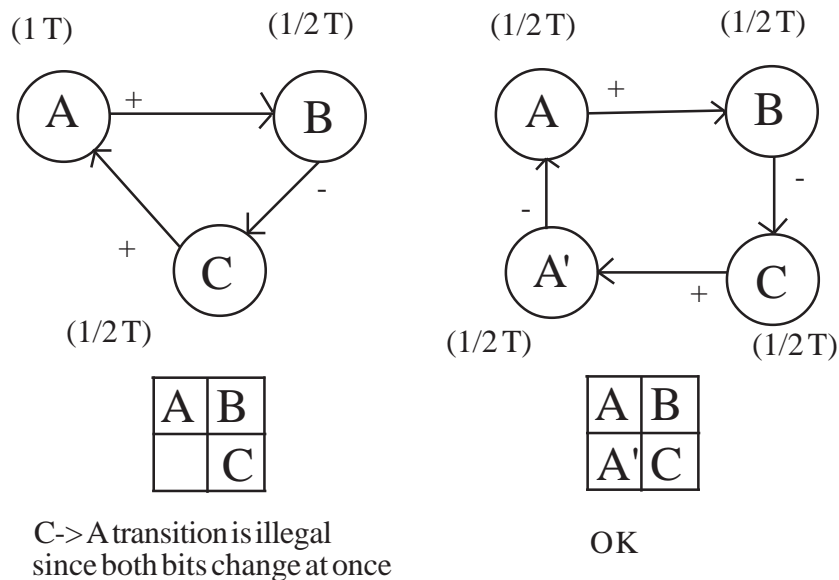 (1 T)
(1/2 T)
A
+
B
-
+
C
(1/2 T)
A B
C
C-> A transition is illegal
since both bits change at once
(1/2 T)
(1/2 T)
A
+
B
-
-
A'
+
C
(1/2 T)
(1/2 T)
A B
A' C
OK